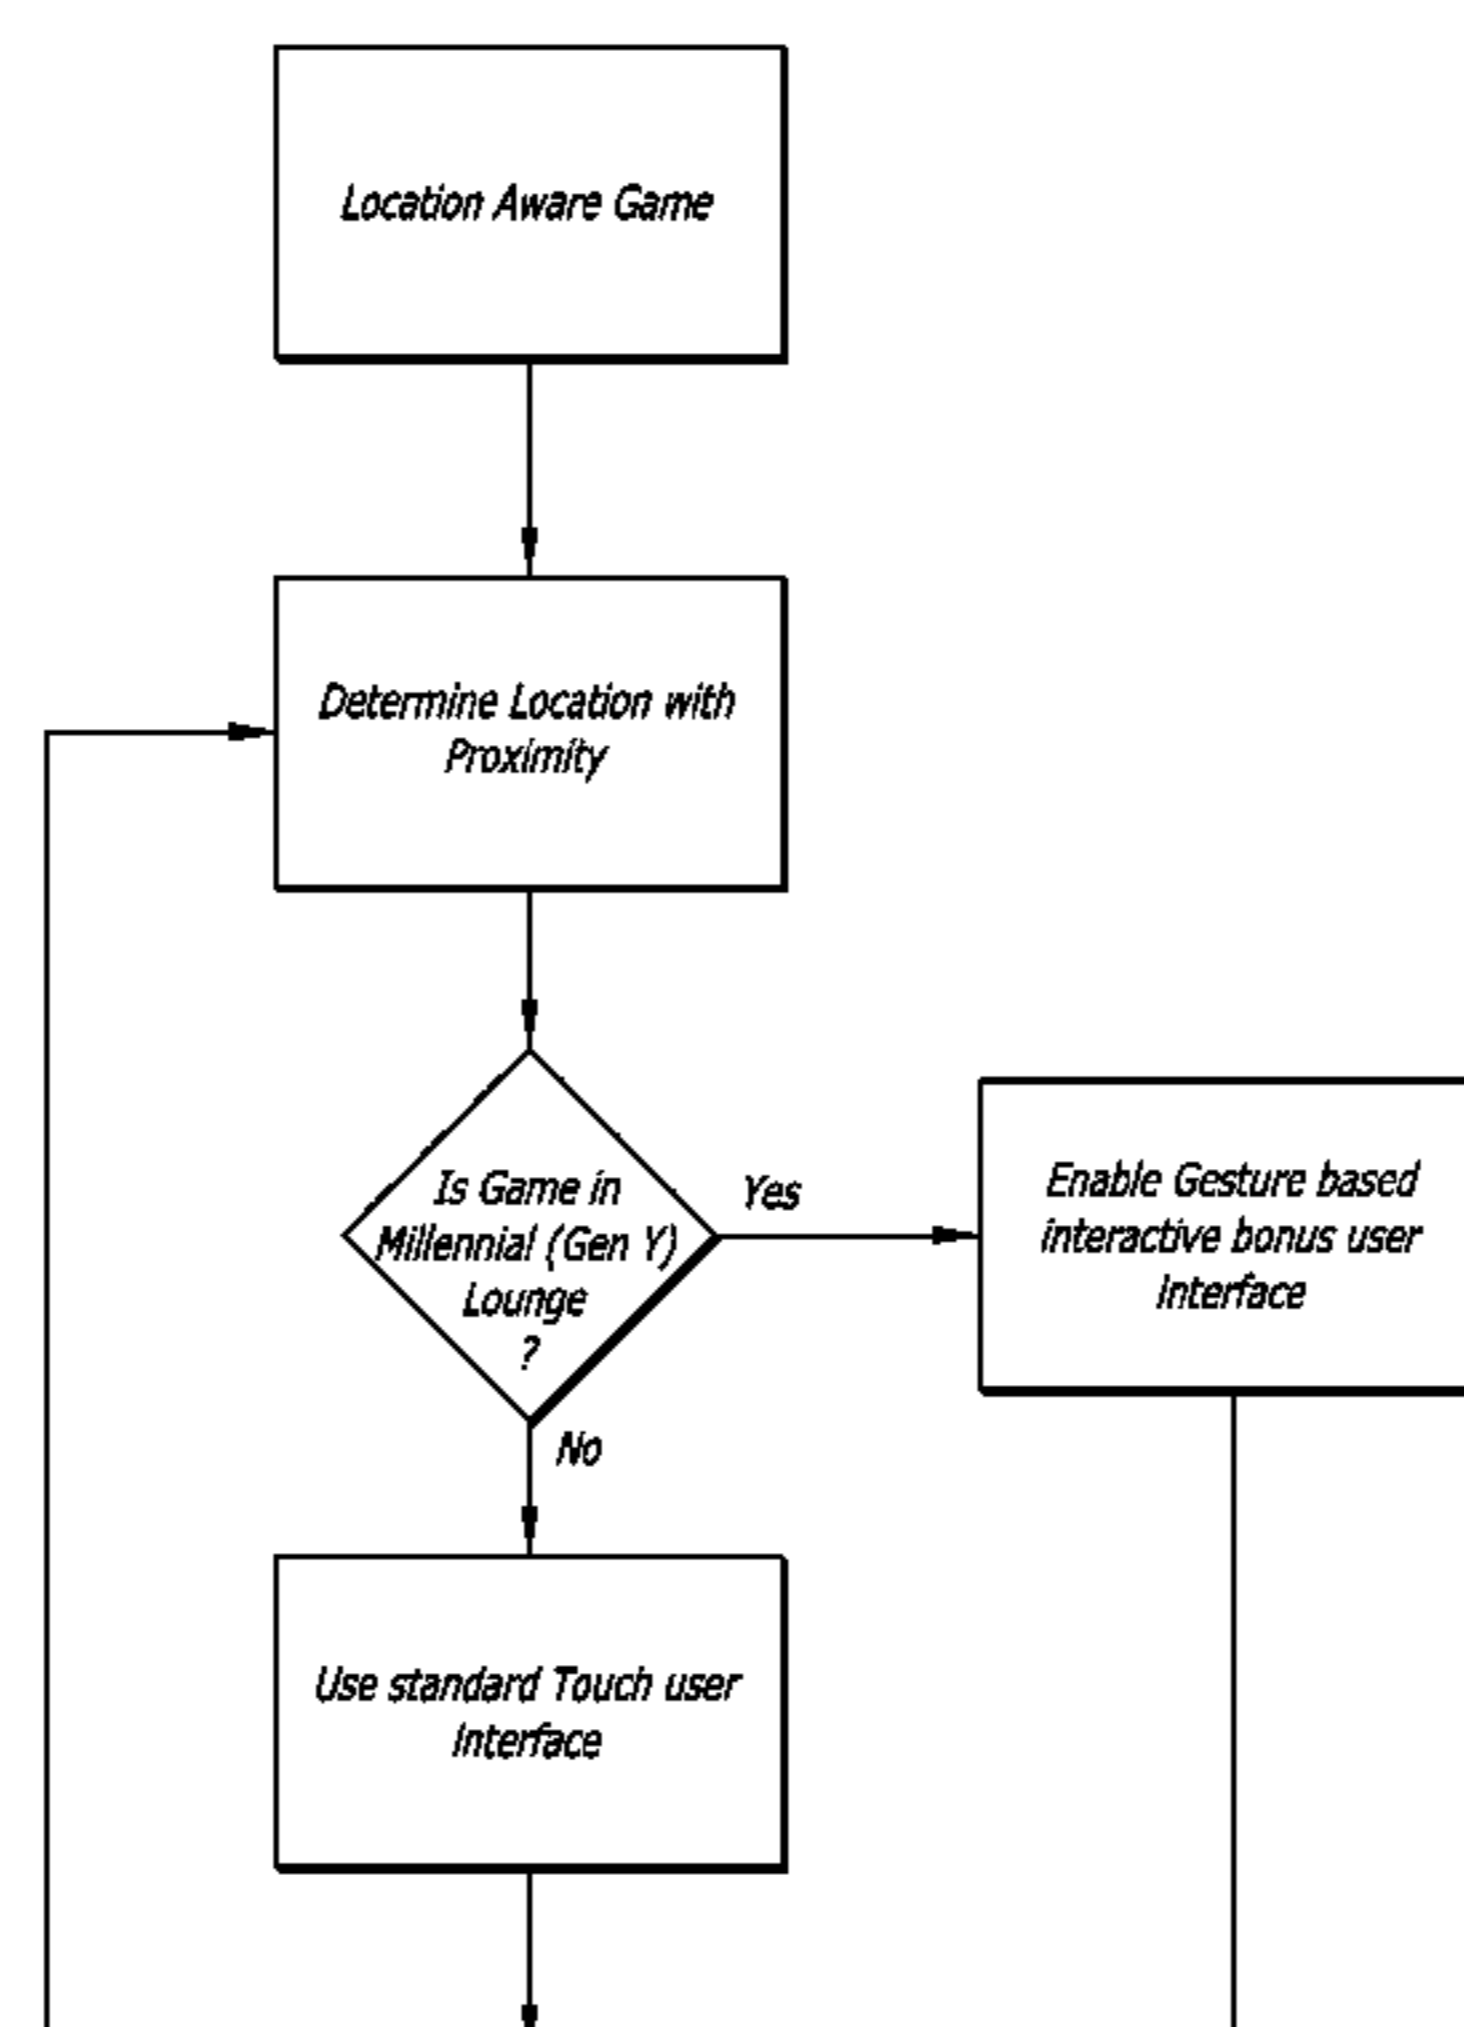 Location Aware Game
Determine Location with
Proximity
Is Game in
Millennial (Gen Y)
Lounge
?
Yes
Enable Gesture based
interactive bonus user
Interface
No
Use standard Touch user
Interface